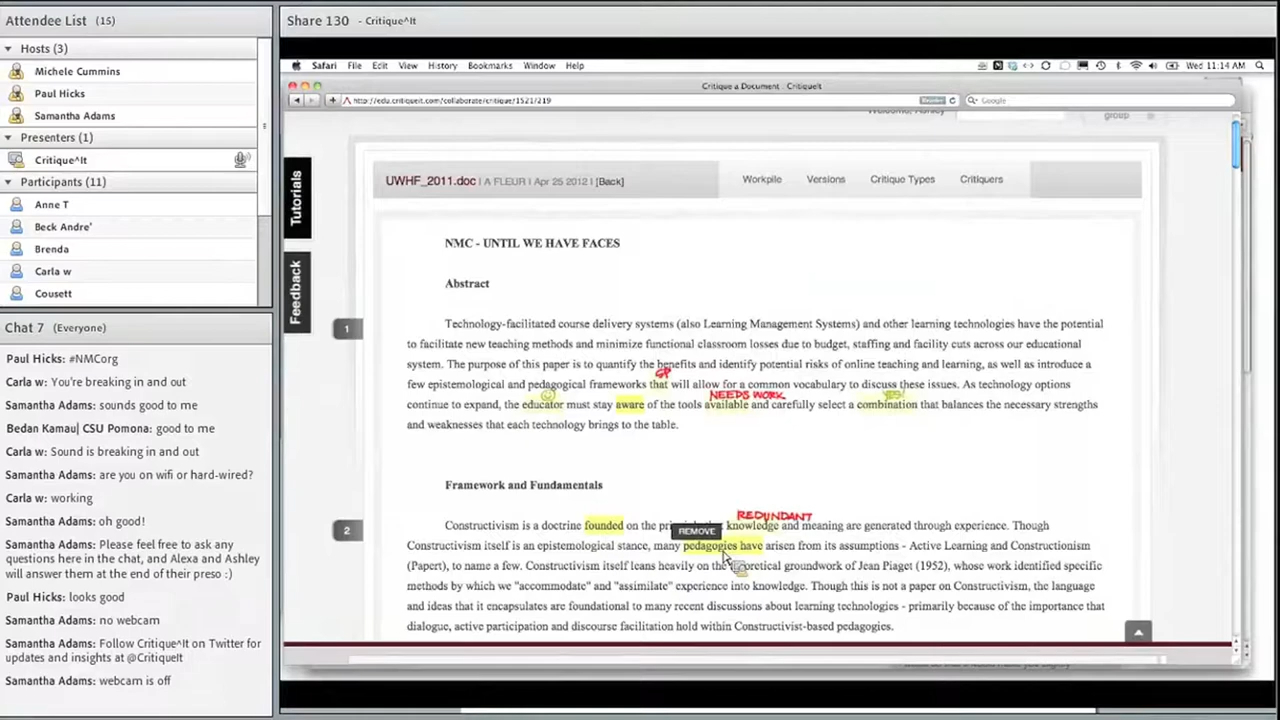 Attendee List (15)
Hosts (3)
Michele Cummins
Paul Hicks
Samantha Adams
Presenters (1)
Critique^It
Participants (11)
Anne T
Beck Andre'
Brenda
Carla w
Cousett
Chat 7 (Everyone)
Paul Hicks: #NMCorg
Carla w: You're breaking in and out
Samantha Adams: sounds good to me
Bedan Kamau| CSU Pomona: good to me
Carla w: Sound is breaking in and out
Samantha Adams: are you on wifi or hard-wired?
Carla w: working
Samantha Adams: oh good!
Samantha Adams: Please feel free to ask any
questions here in the chat, and Alexa and Ashley
will answer them at the end of their preso :)
Paul Hicks: looks good
Samantha Adams: no webcam
Samantha Adams: Follow Critique^It on Twitter for
updates and insights at @CritiqueIt
Samantha Adams: webcam is off
Share 130 - Critique^It
Safari File Edit View History Bookmarks Window Help
Wed 11:14 AM
Critique a Document : CritiqueIt
http://edu.critiqueit.com/collaborate/critique/1521/219
Reader
Google
Welcome, Ashley
group
Tutorials
Feedback
UWHF_2011.doc | A FLEUR | Apr 25 2012 | [Back]
Workpile Versions Critique Types Critiquers
NMC - UNTIL WE HAVE FACES
Abstract
1
Technology-facilitated course delivery systems (also Learning Management Systems) and other learning technologies have the potential
to facilitate new teaching methods and minimize functional classroom losses due to budget, staffing and facility cuts across our educational
system. The purpose of this paper is to quantify the benefits and identify potential risks of online teaching and learning, as well as introduce a
SP
few epistemological and pedagogical frameworks that will allow for a common vocabulary to discuss these issues. As technology options
NEEDS WORK YES!
continue to expand, the educator must stay aware of the tools available and carefully select a combination that balances the necessary strengths
and weaknesses that each technology brings to the table.
Framework and Fundamentals
REDUNDANT
2
Constructivism is a doctrine founded on the knowledge and meaning are generated through experience. Though
REMOVE
Constructivism itself is an epistemological stance, many pedagogies have arisen from its assumptions - Active Learning and Constructionism
(Papert), to name a few. Constructivism leans heavily on the theoretical groundwork of Jean Piaget (1952), whose work identified specific
methods by which we "accommodate" and "assimilate" experience into knowledge. Though this is not a paper on Constructivism, the language
and ideas that it encapsulates are foundational to many recent discussions about learning technologies - primarily because of the importance that
dialogue, active participation and discourse facilitation hold within Constructivist-based pedagogies.